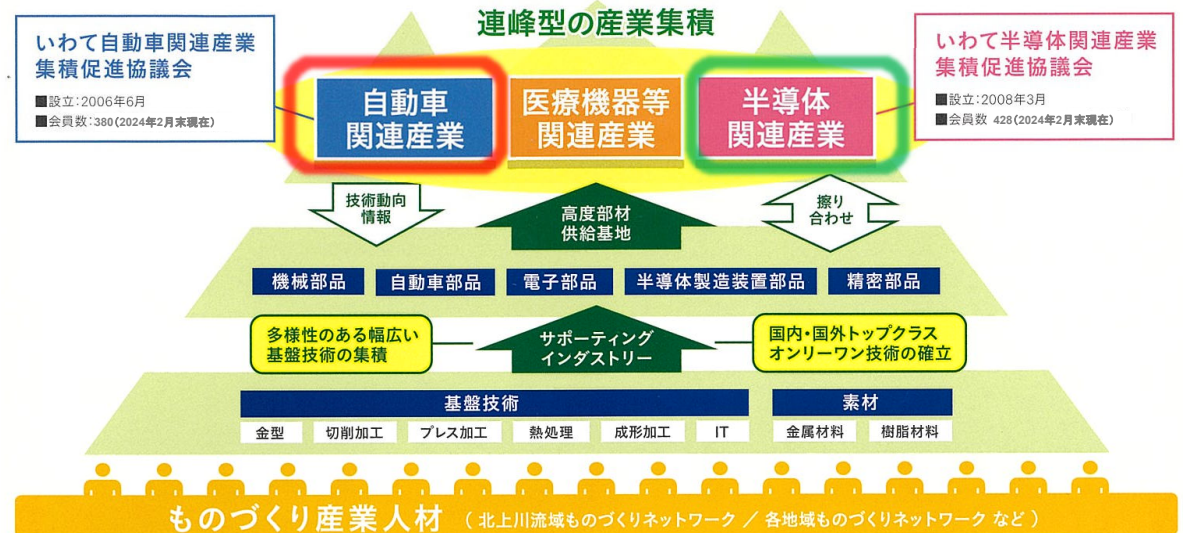 連峰型の産業集積
いわて自動車関連産業
集積促進協議会
■設立:2006年6月
■会員数:380(2024年2月末現在)
自動車
関連産業
医療機器等
関連産業
半導体
関連産業
いわて半導体関連産業
集積促進協議会
■設立:2008年3月
■会員数 428(2024年2月末現在)
技術動向
情報
高度部材
供給基地
擦り
合わせ
機械部品
自動車部品
電子部品
半導体製造装置部品
精密部品
多様性のある幅広い
基盤技術の集積
サポーティング
インダストリー
国内・国外トップクラス
オンリーワン技術の確立
基盤技術
素材
金型
切削加工
プレス加工
熱処理
成形加工
IT
金属材料
樹脂材料
ものづくり産業人材 (北上川流域ものづくりネットワーク / 各地域ものづくりネットワーク など)